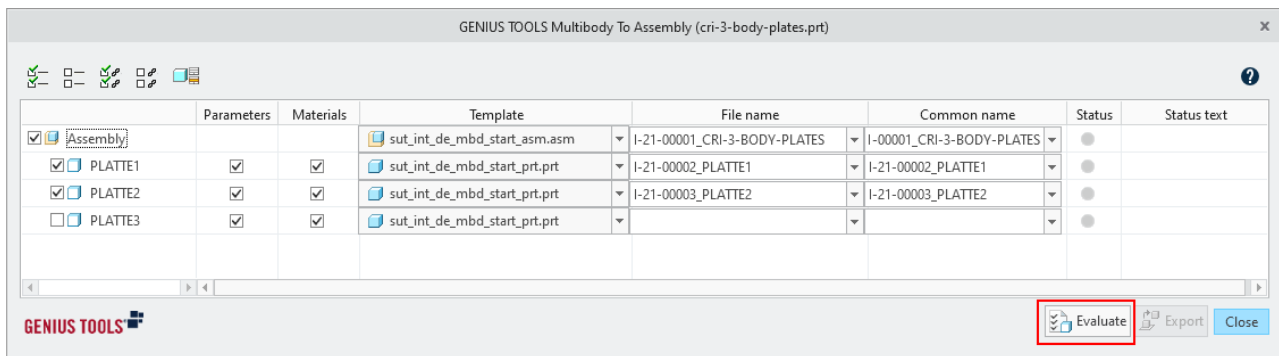 GENIUS TOOLS Multibody To Assembly (cri-3-body-plates.prt) x
?
Parameters Materials Template File name Common name Status Status text
Assembly sut_int_de_mbd_start_asm.asm I-21-00001_CRI-3-BODY-PLATES I-00001_CRI-3-BODY-PLATES
PLATTE1 sut_int_de_mbd_start_prt.prt I-21-00002_PLATTE1 I-21-00002_PLATTE1
PLATTE2 sut_int_de_mbd_start_prt.prt I-21-00003_PLATTE2 I-21-00003_PLATTE2
PLATTE3 sut_int_de_mbd_start_prt.prt
GENIUS TOOLS Evaluate Export Close